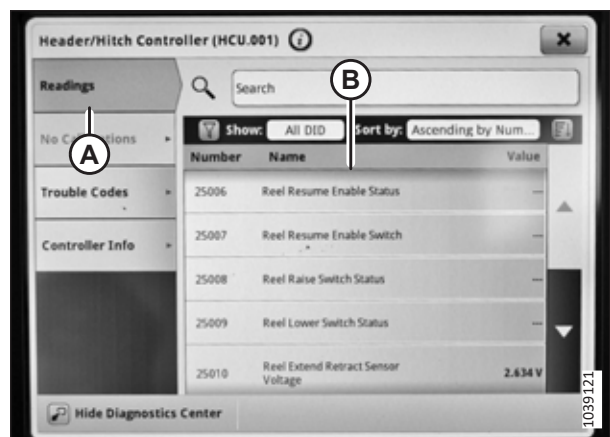 Header/Hitch Controller (HCU.001)
Readings
Search
B
A
Show: All DID Sort by: Ascending by Num...
No Calibrations
Number Name Value
Trouble Codes
25006 Reel Resume Enable Status ---
Controller Info
25007 Reel Resume Enable Switch ---
25008 Reel Raise Switch Status ---
25009 Reel Lower Switch Status ---
25010 Reel Extend Retract Sensor
Voltage 2.634 V
Hide Diagnostics Center
1039121